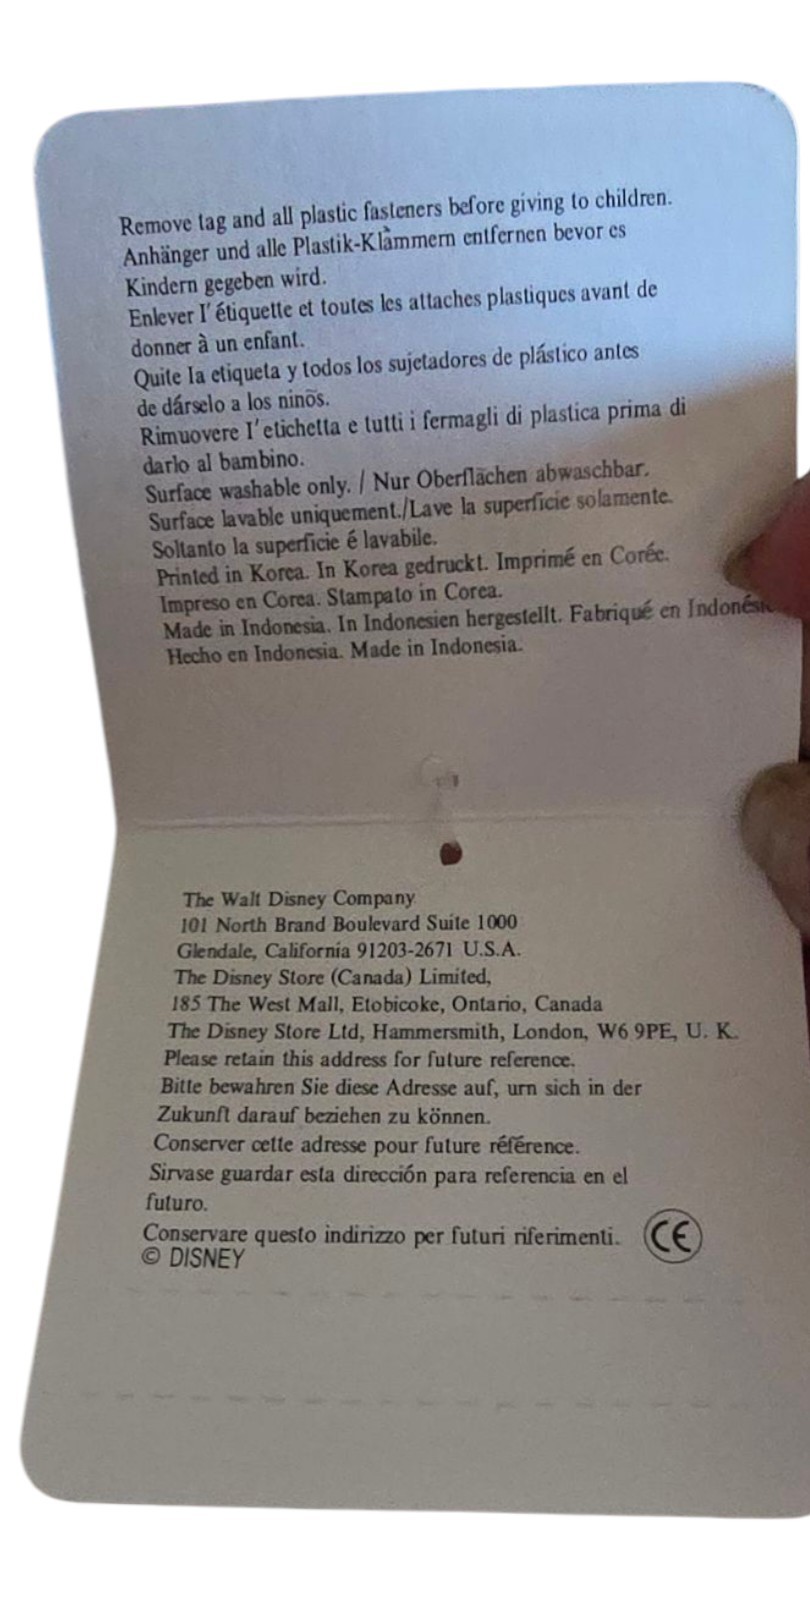 Remove tag and all plastic fasteners before giving to children.
Anhänger und alle Plastik-Klàmmern entfernen bevor es
Kindern gegeben wird.
Enlever I'étiquette et toutes les attaches plastiques avant de
donner à un enfant.
Quite Ia etiqueta y todos los sujetadores de plástico antes
de dárselo a los ninõs.
Rimuovere I'etichetta e tutti i fermagli di plastica prima di
darlo al bambino.
Surface washable only. / Nur Oberflächen abwaschbar.
Surface lavable uniquement./Lave la superficie solamente.
Soltanto la superficie é lavabile.
Printed in Korea. In Korea gedruckt. Imprimé en Corée.
Impreso en Corea. Stampato in Corea.
Made in Indonesia. In Indonesien hergestellt. Fabriqué en Indonésie
Hecho en Indonesia. Made in Indonesia.
The Walt Disney Company
101 North Brand Boulevard Suite 1000
Glendale, California 91203-2671 U.S.A.
The Disney Store (Canada) Limited,
185 The West Mall, Etobicoke, Ontario, Canada
The Disney Store Ltd, Hammersmith, London, W6 9PE, U. K.
Please retain this address for future reference.
Bitte bewahren Sie diese Adresse auf, urn sich in der
Zukunft darauf beziehen zu können.
Conserver cette adresse pour future référence.
Sirvase guardar esta dirección para referencia en el
futuro.
Conservare questo indirizzo per futuri riferimenti. CE
© DISNEY